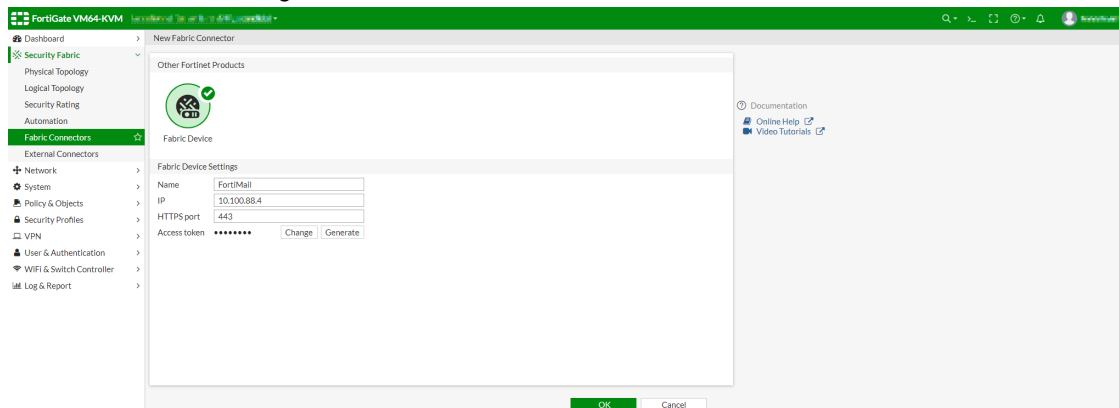 FortiGate VM64-KVM
Dashboard
Security Fabric
Physical Topology
Logical Topology
Security Rating
Automation
Fabric Connectors
External Connectors
Network
System
Policy & Objects
Security Profiles
VPN
User & Authentication
WiFi & Switch Controller
Log & Report
New Fabric Connector
Other Fortinet Products
Fabric Device
Fabric Device Settings
Name FortiMail
IP 10.100.88.4
HTTPS port 443
Access token •••••••• Change Generate
Documentation
Online Help
Video Tutorials
OK Cancel